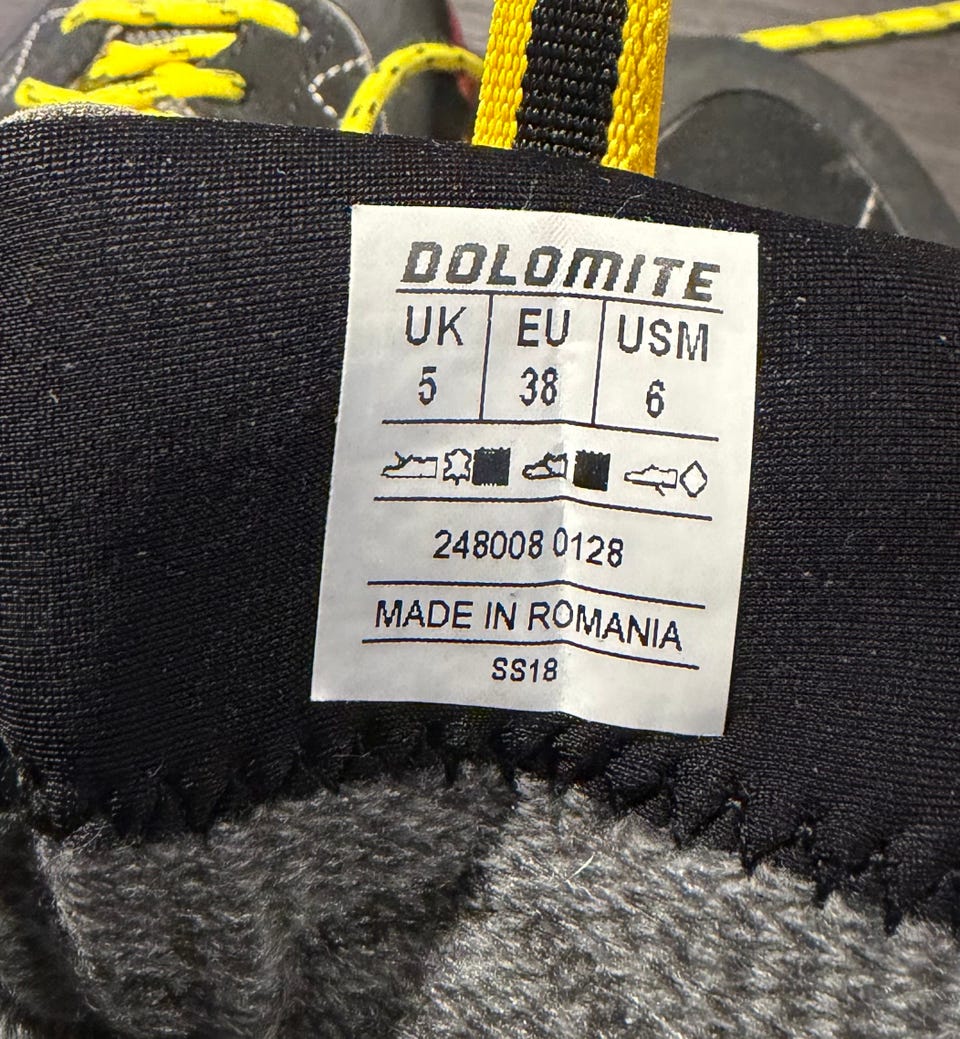 DOLOMITE
UK EU USM
5 38 6
248008 0128
MADE IN ROMANIA
SS18